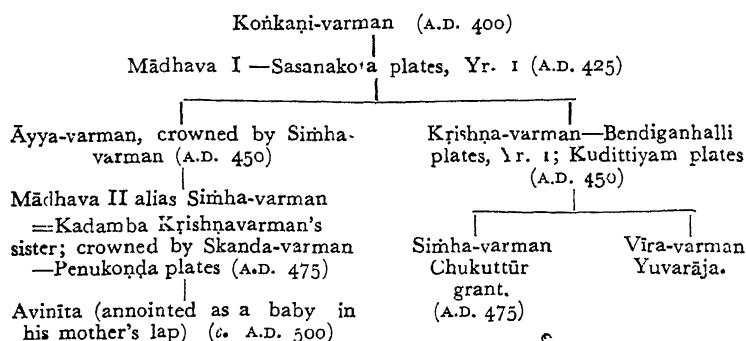 Koṅkaṇi-varman (A.D. 400)
Mādhava I —Sasanakoṭa plates, Yr. 1 (A.D. 425)
Āyya-varman, crowned by Siṁha-
varman (A.D. 450)
Mādhava II alias Siṁha-varman
=Kadamba Kṛishṇavarman's
sister; crowned by Skanda-varman
—Penukoṇḍa plates (A.D. 475)
Avinīta (annointed as a baby in
his mother's lap) (c. A.D. 500)
Kṛishṇa-varman—Bendiganhalli
plates, Yr. 1; Kudittiyam plates
(A.D. 450)
Siṁha-varman
Chukuttūr
grant.
(A.D. 475)
Vīra-varman
Yuvarāja.